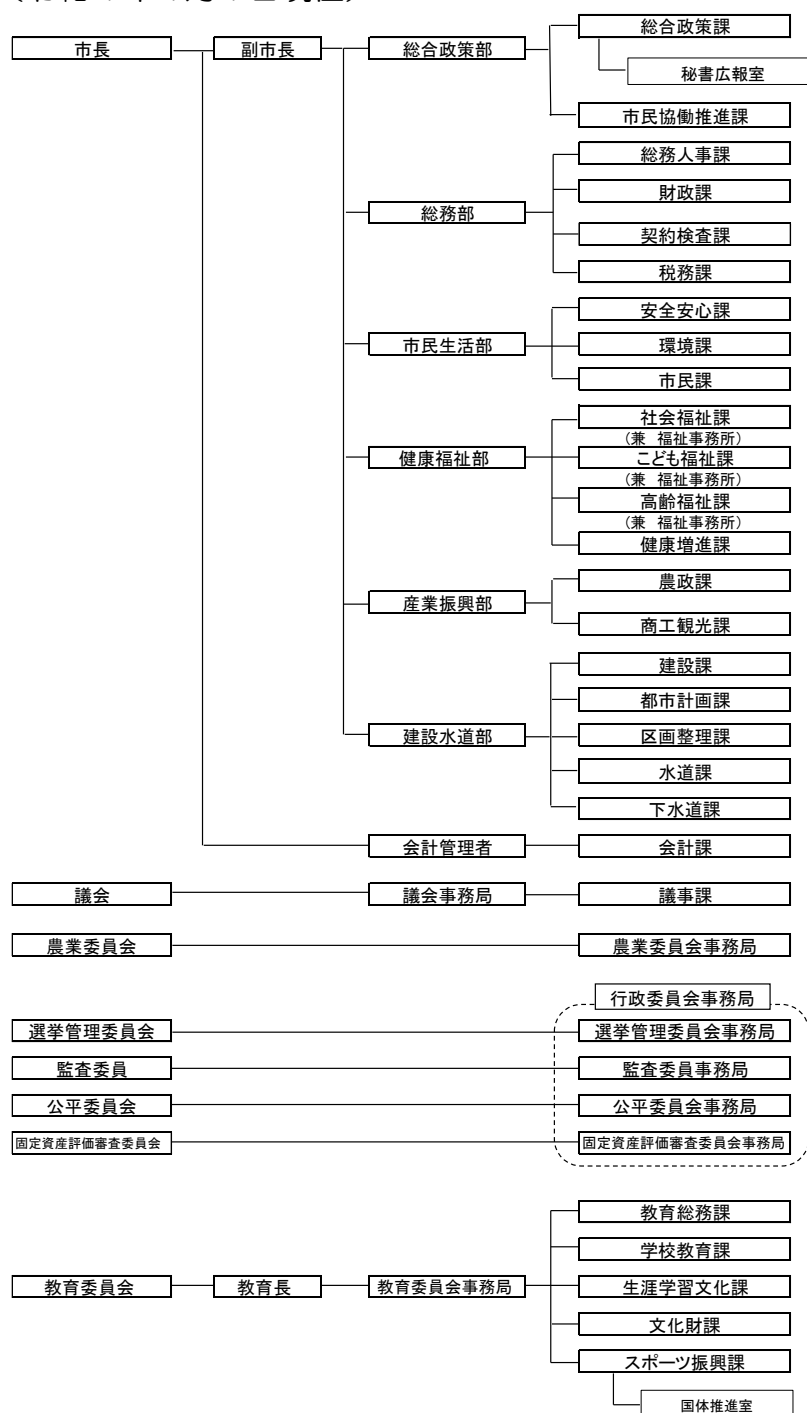 総合政策課
市長 副市長 総合政策部
秘書広報室
市民協働推進課
総務人事課
財政課
総務部
契約検査課
税務課
安全安心課
市民生活部 環境課
市民課
社会福祉課
(兼 福祉事務所)
健康福祉部 こども福祉課
(兼 福祉事務所)
高齢福祉課
(兼 福祉事務所)
健康増進課
農政課
産業振興部
商工観光課
建設課
都市計画課
建設水道部 区画整理課
水道課
下水道課
会計管理者 会計課
議会 議会事務局 議事課
農業委員会 農業委員会事務局
行政委員会事務局
選挙管理委員会 選挙管理委員会事務局
監査委員 監査委員事務局
公平委員会 公平委員会事務局
固定資産評価審査委員会 固定資産評価審査委員会事務局
教育総務課
学校教育課
教育委員会 教育長 教育委員会事務局 生涯学習文化課
文化財課
スポーツ振興課
国体推進室